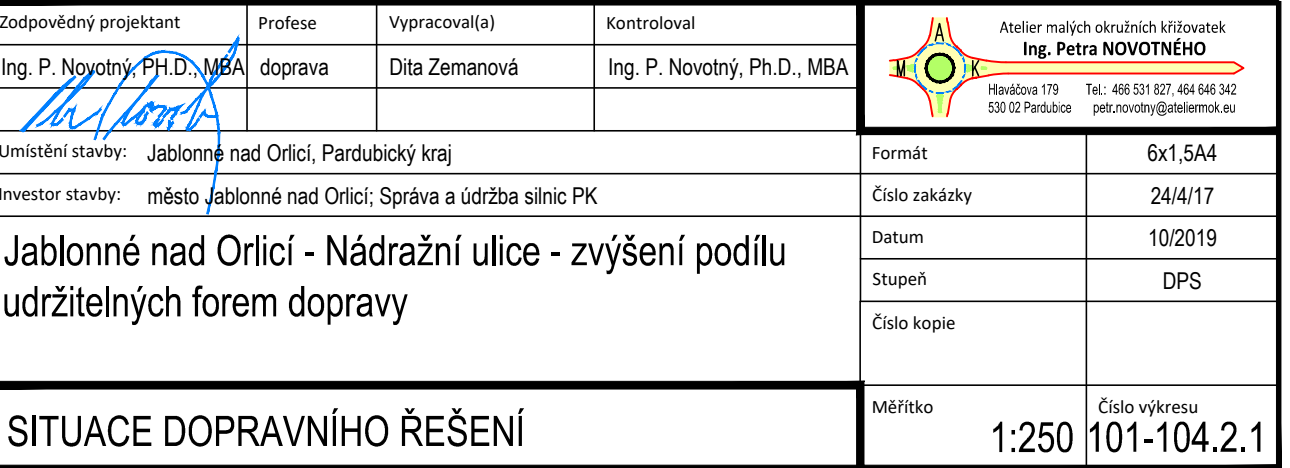 Zodpovědný projektant Profese Vypracoval(a) Kontroloval
Ing. P. Novotný, PH.D., MBA doprava Dita Zemanová Ing. P. Novotný, Ph.D., MBA
A
M K
Atelier malých okružních křižovatek
Ing. Petra NOVOTNÉHO
Hlaváčova 179 Tel.: 466 531 827, 464 646 342
530 02 Pardubice petr.novotny@ateliermok.eu
Umístění stavby: Jablonné nad Orlicí, Pardubický kraj
Investor stavby: město Jablonné nad Orlicí; Správa a údržba silnic PK
Formát 6x1,5A4
Číslo zakázky 24/4/17
Datum 10/2019
Stupeň DPS
Číslo kopie
Jablonné nad Orlicí - Nádražní ulice - zvýšení podílu
udržitelných forem dopravy
SITUACE DOPRAVNÍHO ŘEŠENÍ
Měřítko Číslo výkresu
1:250 101-104.2.1